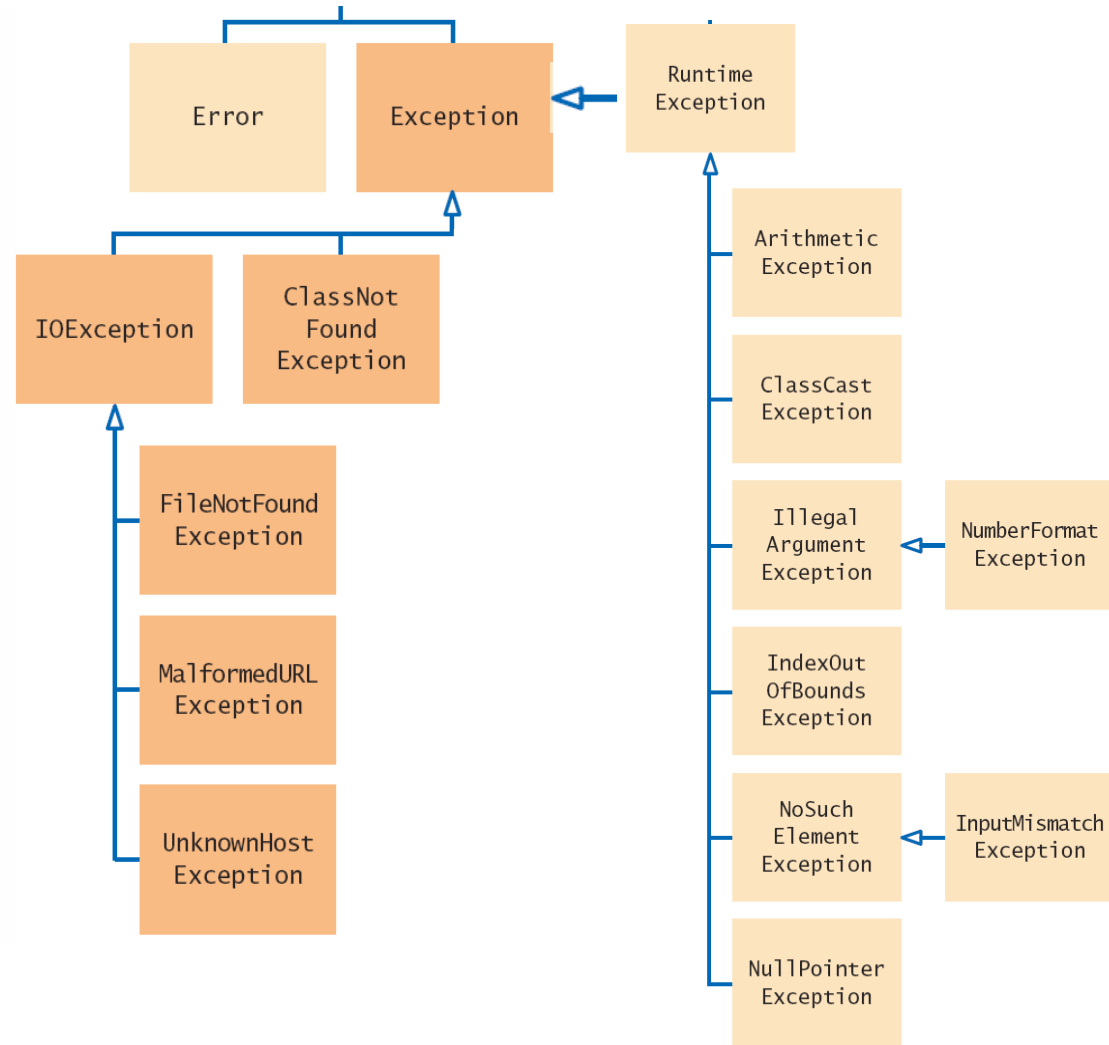 Error
Exception
Runtime
Exception
IOException
ClassNot
Found
Exception
FileNotFound
Exception
MalformedURL
Exception
UnknownHost
Exception
Arithmetic
Exception
ClassCast
Exception
Illegal
Argument
Exception
NumberFormat
Exception
IndexOut
OfBounds
Exception
NoSuch
Element
Exception
InputMismatch
Exception
NullPointer
Exception